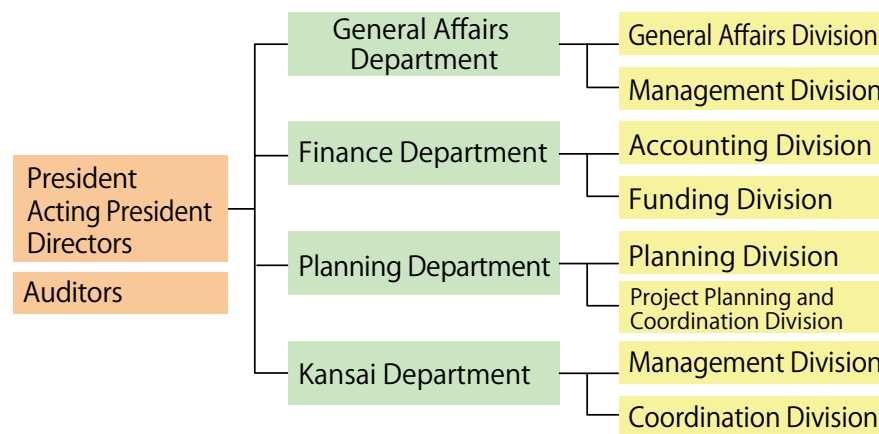 President
Acting President
Directors
Auditors
General Affairs
Department
General Affairs Division
Management Division
Finance Department
Accounting Division
Funding Division
Planning Department
Planning Division
Project Planning and
Coordination Division
Kansai Department
Management Division
Coordination Division